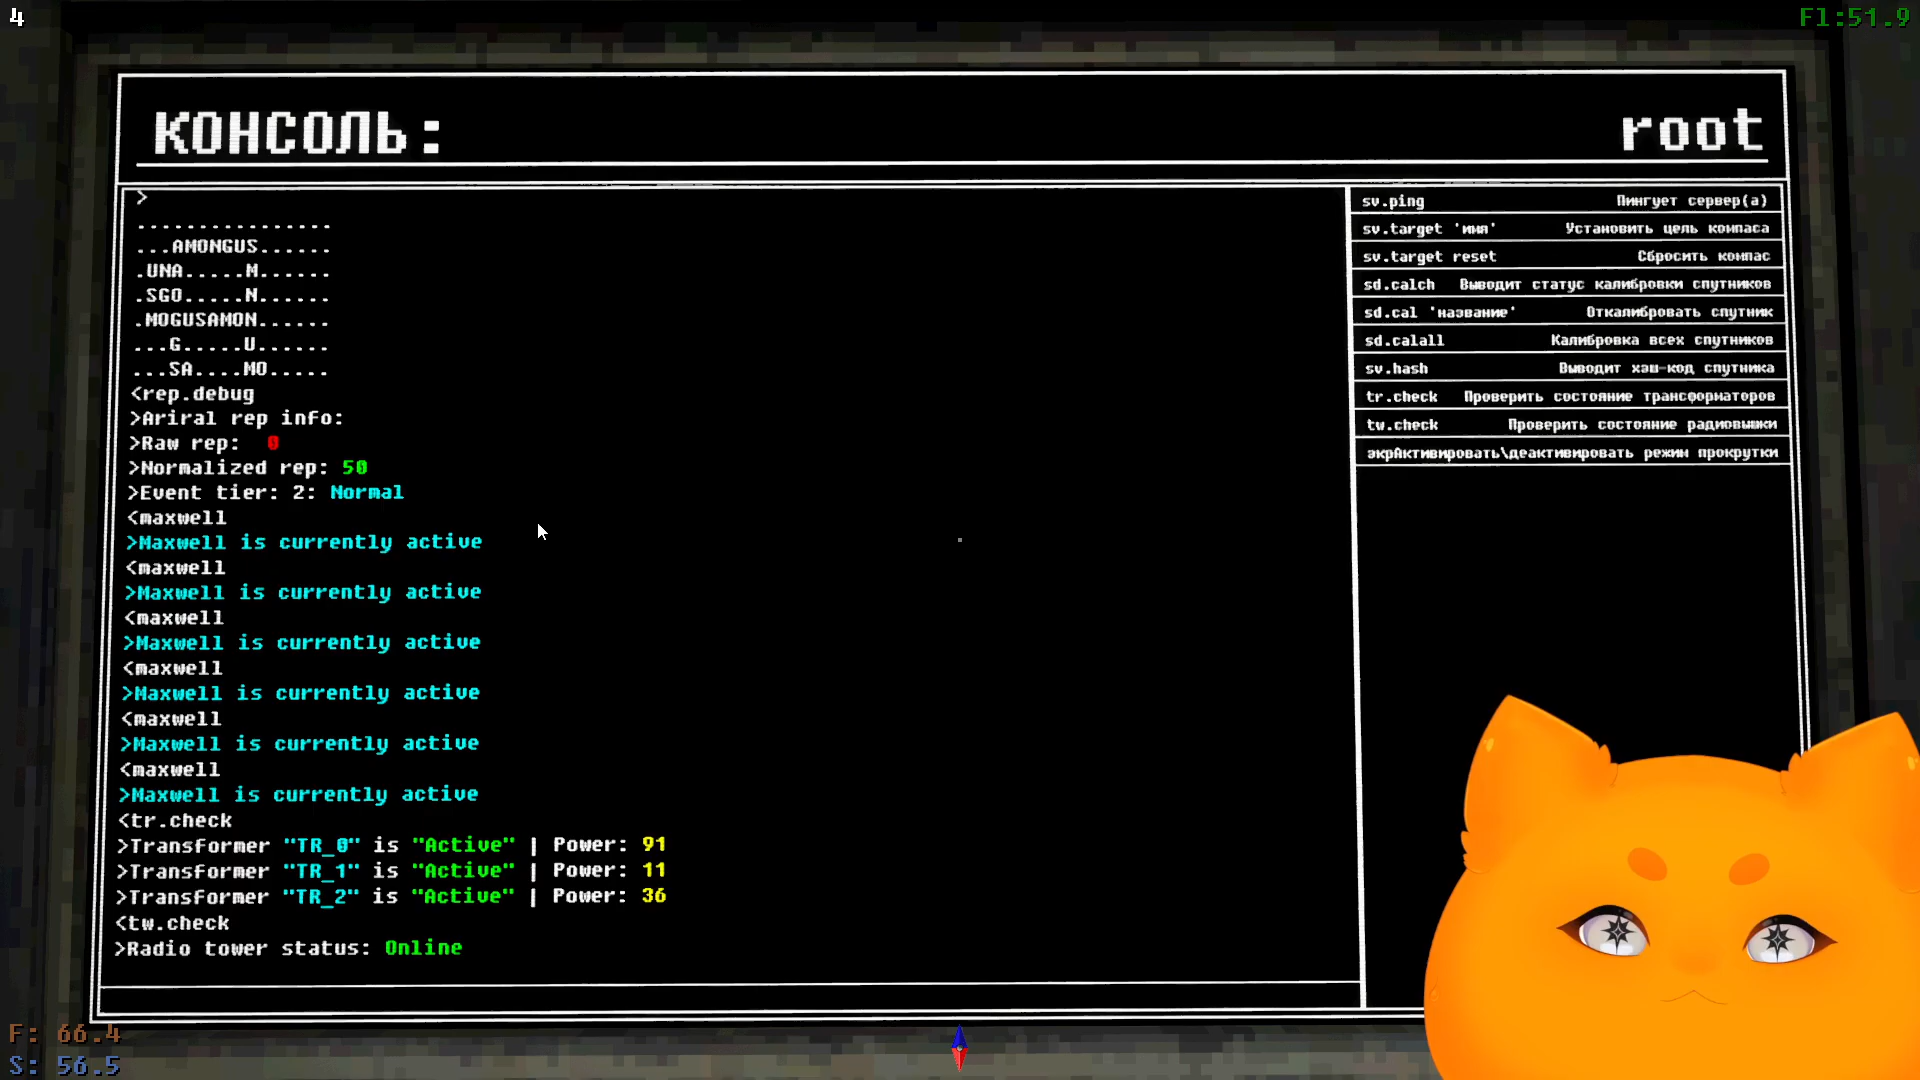 4
Fl:51.9
КОНСОЛЬ:
root
>
................
...AMONGUS......
.UNA.....M......
.SGO.....N......
.MOGUSAMON......
...G.....U......
...SA....MO.....
<rep.debug
>Ariral rep info:
>Raw rep: 0
>Normalized rep: 50
>Event tier: 2: Normal
<maxwell
>Maxwell is currently active
<maxwell
>Maxwell is currently active
<maxwell
>Maxwell is currently active
<maxwell
>Maxwell is currently active
<maxwell
>Maxwell is currently active
<maxwell
>Maxwell is currently active
<tr.check
>Transformer "TR_0" is "Active" | Power: 91
>Transformer "TR_1" is "Active" | Power: 11
>Transformer "TR_2" is "Active" | Power: 36
<tw.check
>Radio tower status: Online
sv.ping Пингует сервер(а)
sv.target 'имя' Установить цель компаса
sv.target reset Сбросить компас
sd.calch Выводит статус калибровки спутников
sd.cal 'название' Откалибровать спутник
sd.calall Калибровка всех спутников
sv.hash Выводит хэш-код спутника
tr.check Проверить состояние трансформаторов
tw.check Проверить состояние радиовышки
экрАктивировать\деактивировать режим прокрутки
F: 66.4
S: 56.5